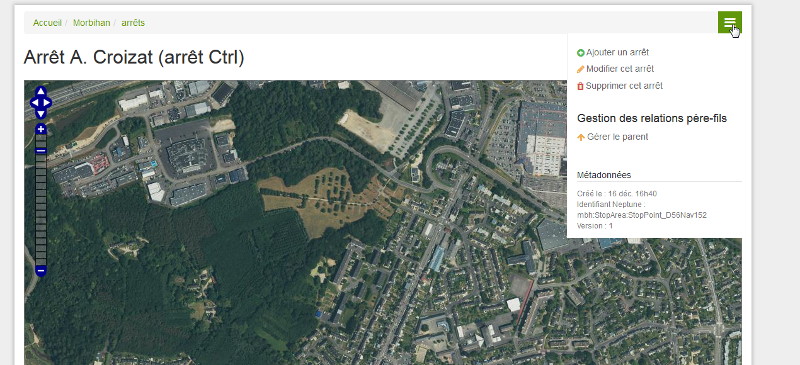 Accueil / Morbihan / arrêts
Arrêt A. Croizat (arrêt Ctrl)
Ajouter un arrêt
Modifier cet arrêt
Supprimer cet arrêt
Gestion des relations père-fils
Gérer le parent
Métadonnées
Créé le : 16 déc. 16h40
Identifiant Neptune :
mbh:StopArea:StopPoint_D56Nav152
Version : 1